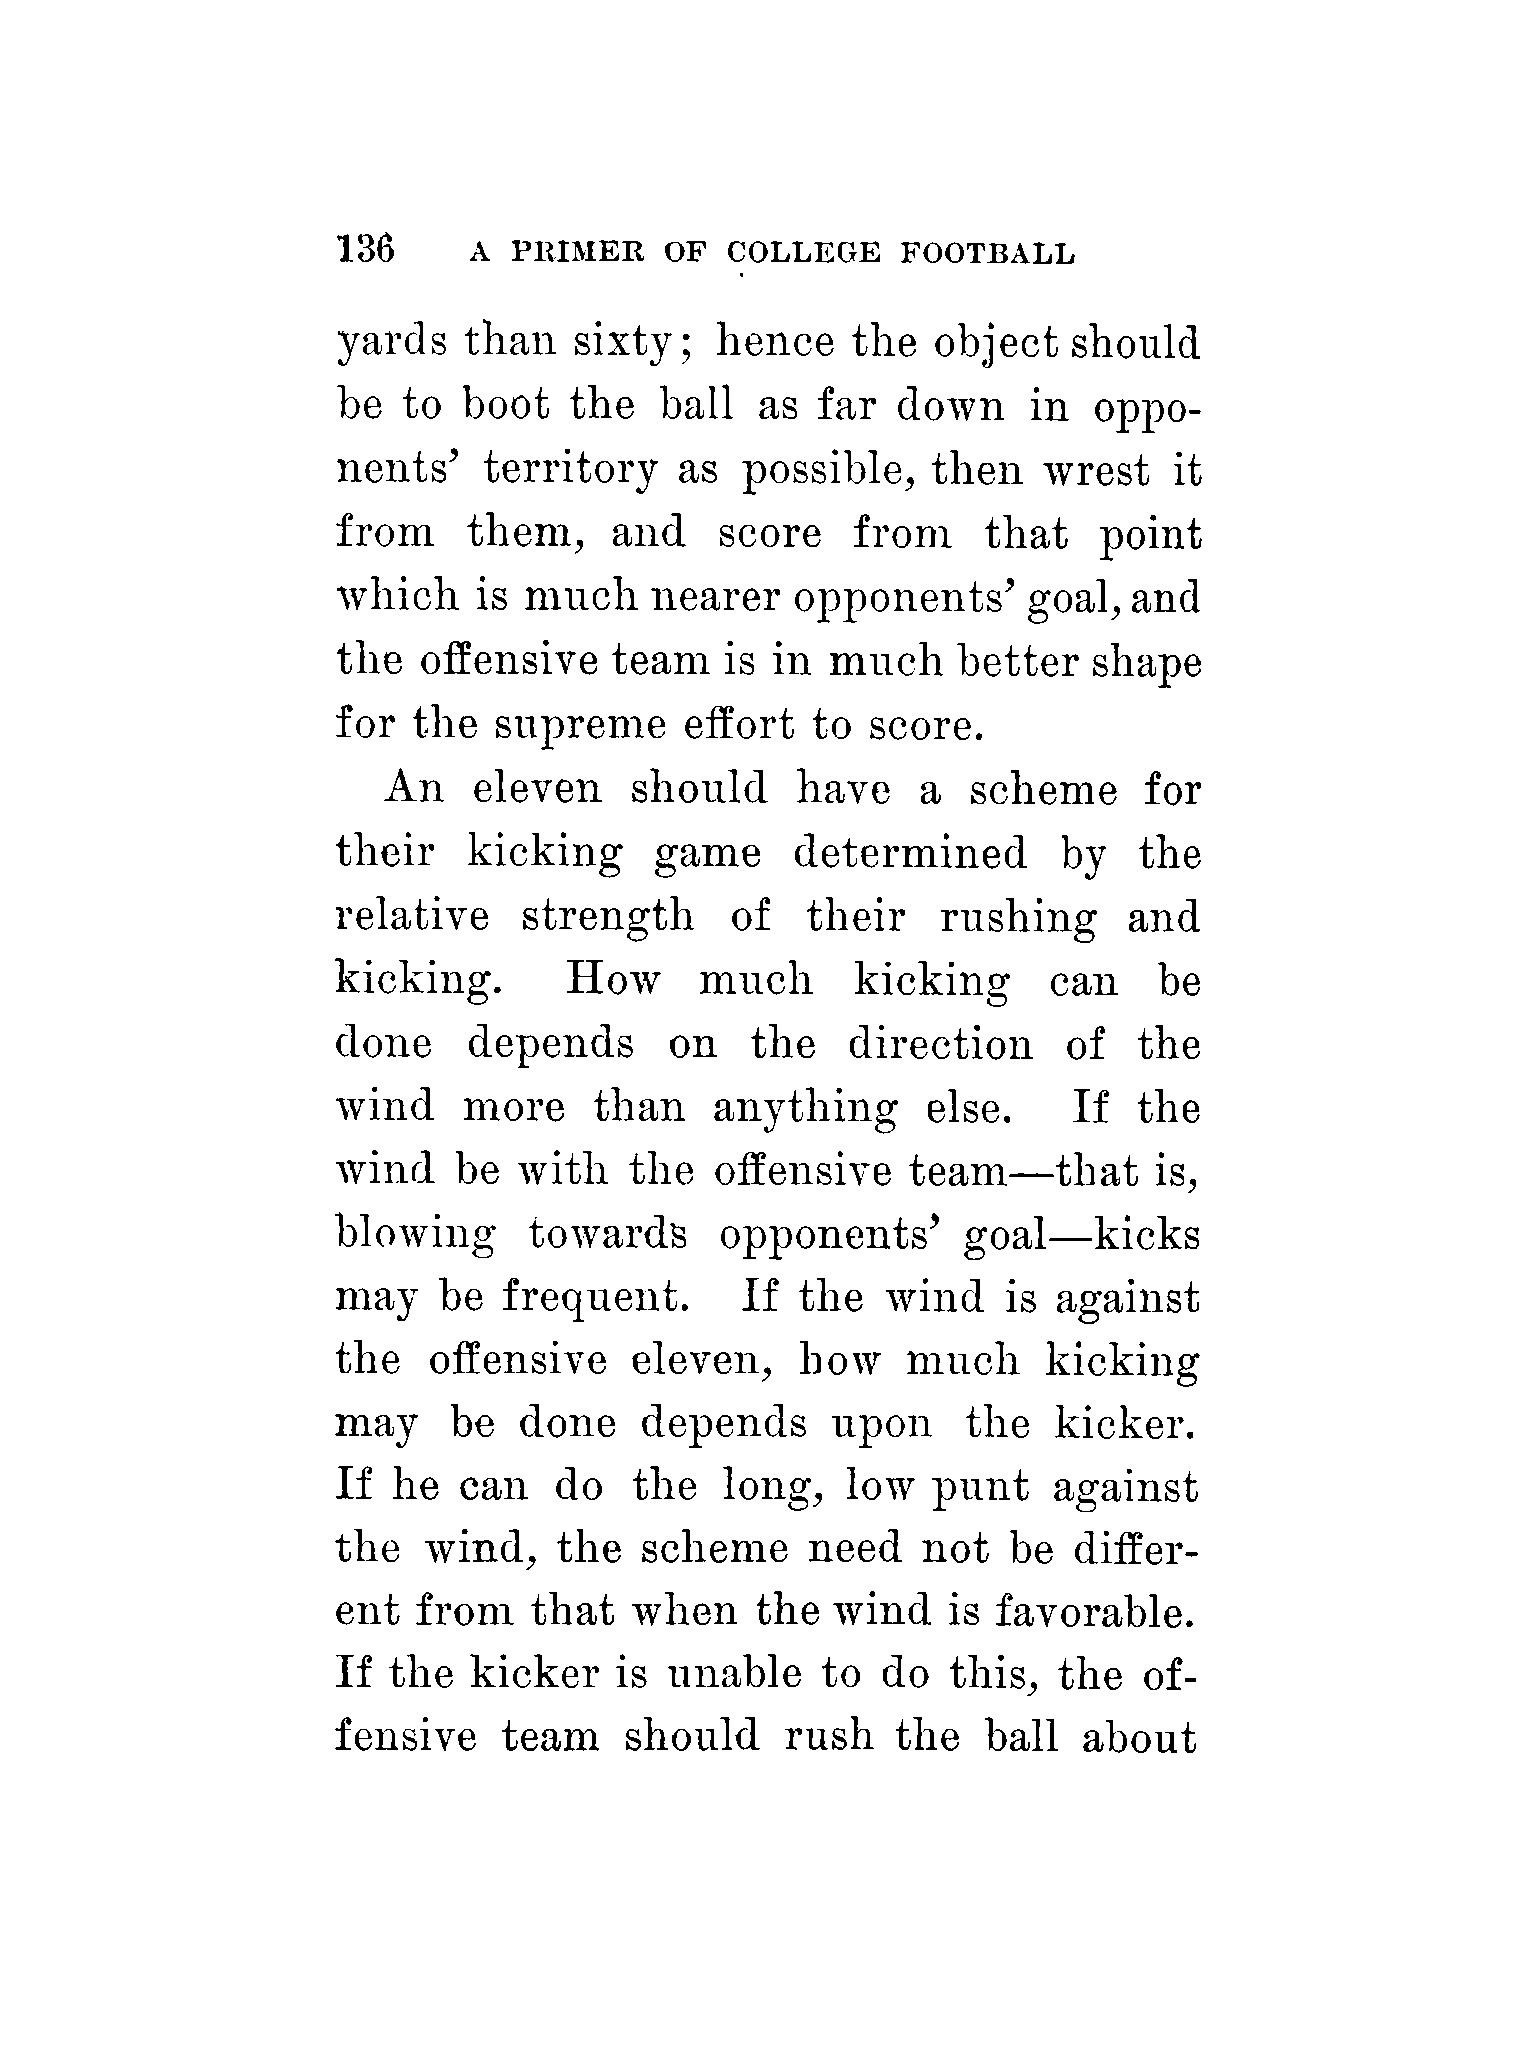 136 A PRIMER OF COLLEGE FOOTBALL
yards than sixty; hence the object should
be to boot the ball as far down in oppo-
nents' territory as possible, then wrest it
from them, and score from that point
which is much nearer opponents' goal, and
the offensive team is in much better shape
for the supreme effort to score.
An eleven should have a scheme for
their kicking game determined by the
relative strength of their rushing and
kicking. How much kicking can be
done depends on the direction of the
wind more than anything else. If the
wind be with the offensive team—that is,
blowing towards opponents' goal—kicks
may be frequent. If the wind is against
the offensive eleven, how much kicking
may be done depends upon the kicker.
If he can do the long, low punt against
the wind, the scheme need not be differ-
ent from that when the wind is favorable.
If the kicker is unable to do this, the of-
fensive team should rush the ball about